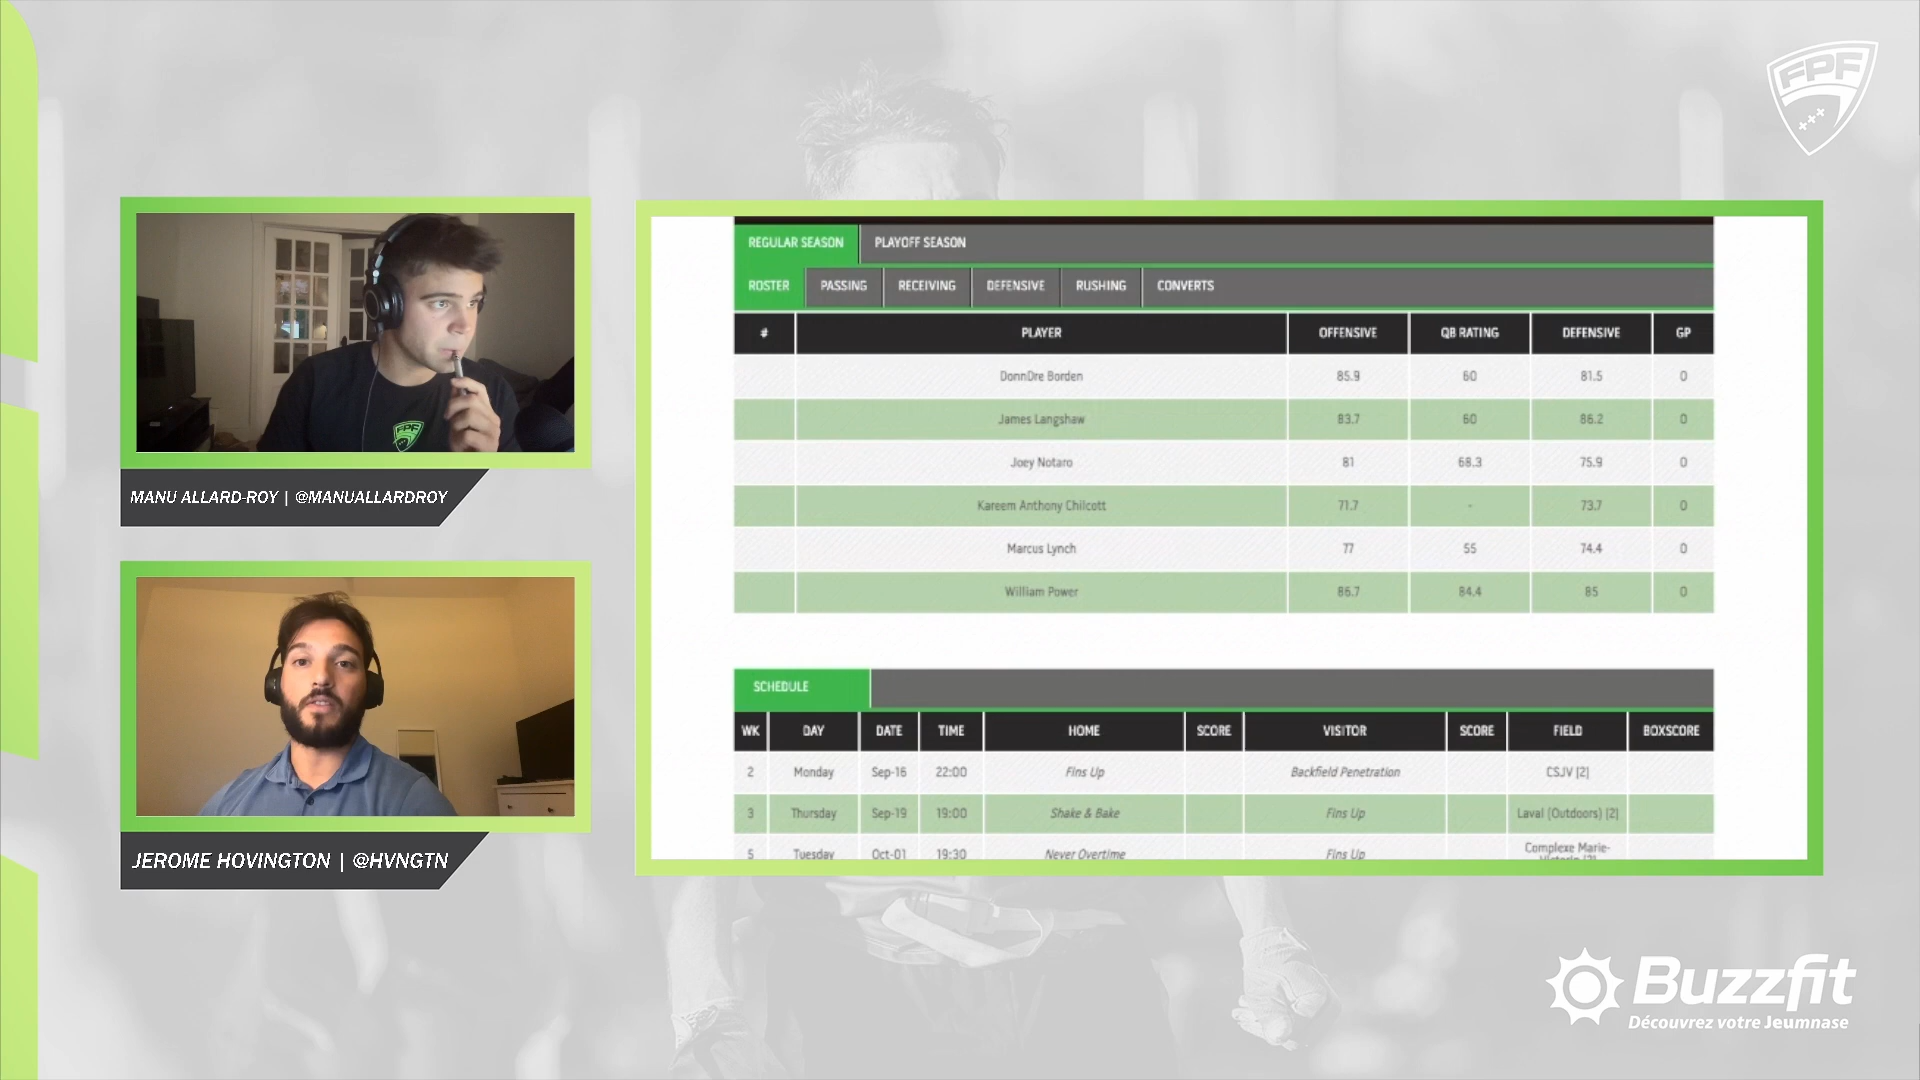 FPF
FPF
MANU ALLARD-ROY | @MANUALLARDROY
JEROME HOVINGTON | @HVNGTN
REGULAR SEASON PLAYOFF SEASON
ROSTER PASSING RECEIVING DEFENSIVE RUSHING CONVERTS
# PLAYER OFFENSIVE QB RATING DEFENSIVE GP
DonnDre Borden 85.9 60 81.5 0
James Langshaw 83.7 60 86.2 0
Joey Notaro 81 68.3 75.9 0
Kareem Anthony Chilcott 71.7 - 73.7 0
Marcus Lynch 77 55 74.4 0
William Power 86.7 84.4 85 0
SCHEDULE
WK DAY DATE TIME HOME SCORE VISITOR SCORE FIELD BOXSCORE
2 Monday Sep-16 22:00 Fins Up Backfield Penetration CSJV [2]
3 Thursday Sep-19 19:00 Shake & Bake Fins Up Laval (Outdoors) [2]
5 Tuesday Oct-01 19:30 Never Overtime Fins Up Complexe Marie-
Buzzfit
Découvrez votre Jeumnase